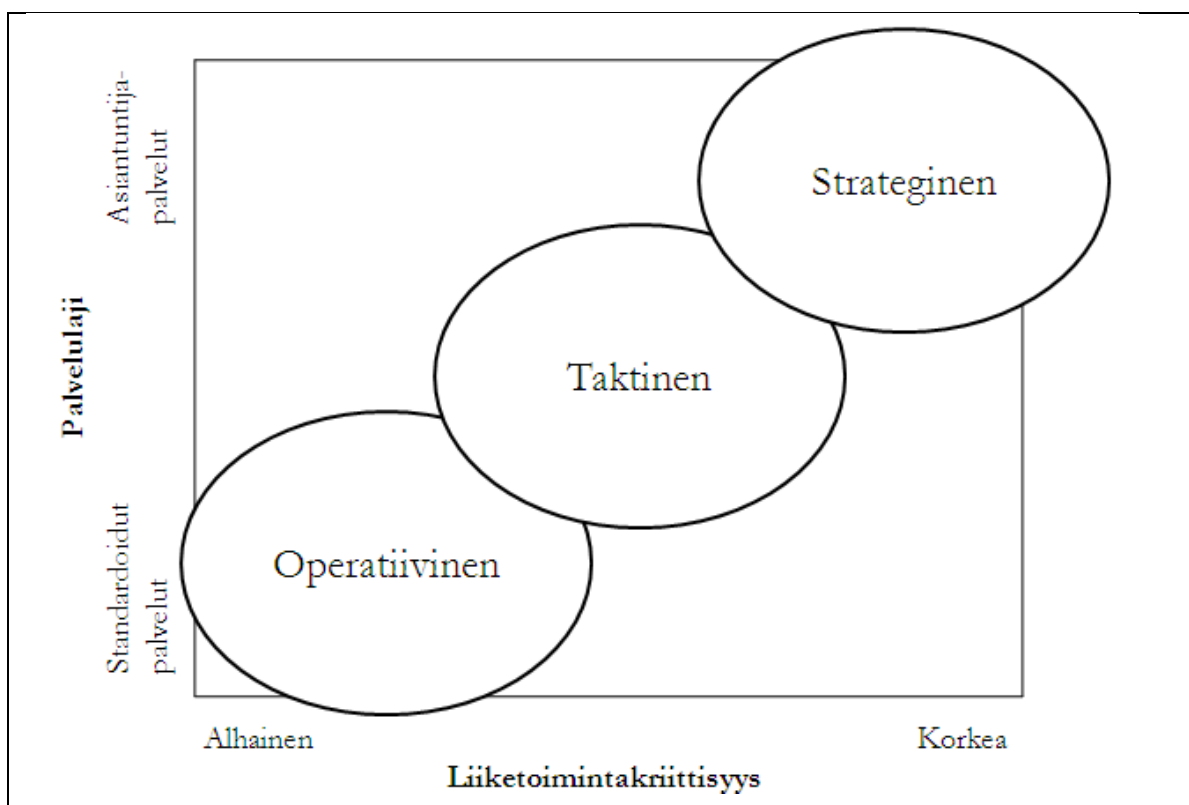 Asiantuntija-
palvelut
Strateginen
Palvelulaji
Taktinen
Standardoidut
palvelut
Operatiivinen
Alhainen
Korkea
Liiketoimintakriittisyys